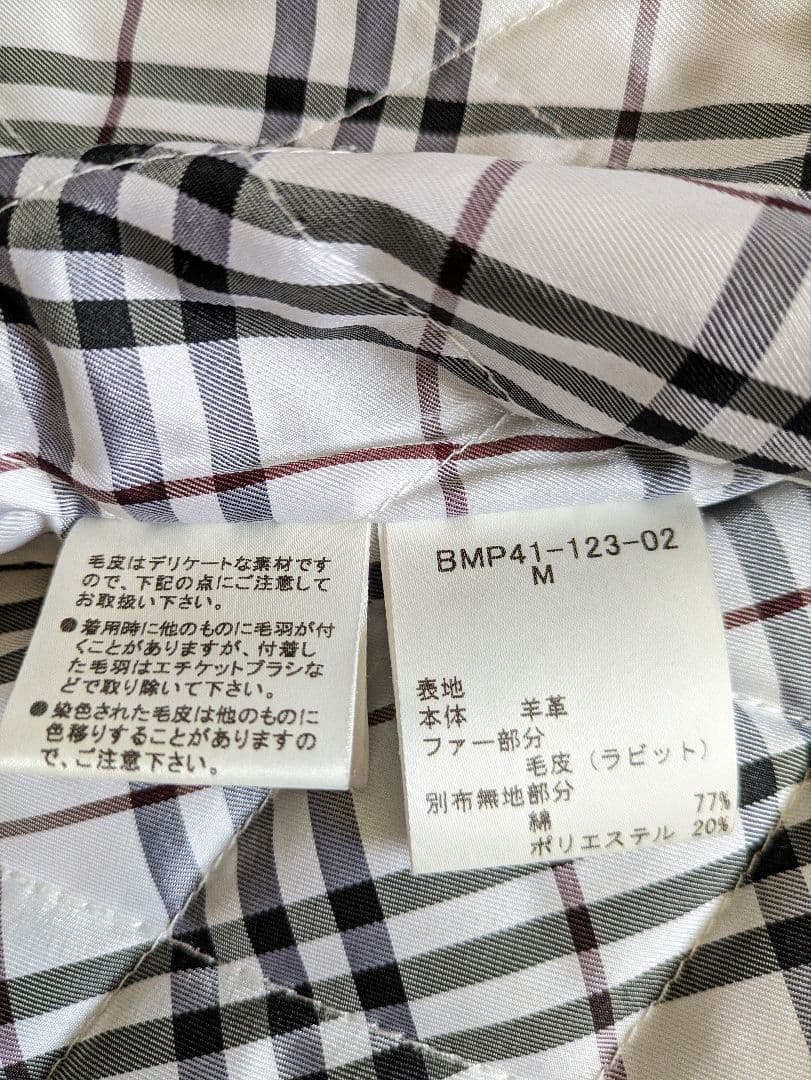 毛皮はデリケートな素材です
ので、下記の点にご注意して
お取扱い下さい。
●着用時に他のものに毛羽が付
くことがありますが、付着し
た毛羽はエチケットブラシな
どで取り除いて下さい。
●染色された毛皮は他のものに
色移りすることがありますの
で、ご注意下さい。
BMP41-123-02
M
表地
本体 羊革
ファー部分
毛皮（ラビット）
別布無地部分
綿 77%
ポリエステル 20%